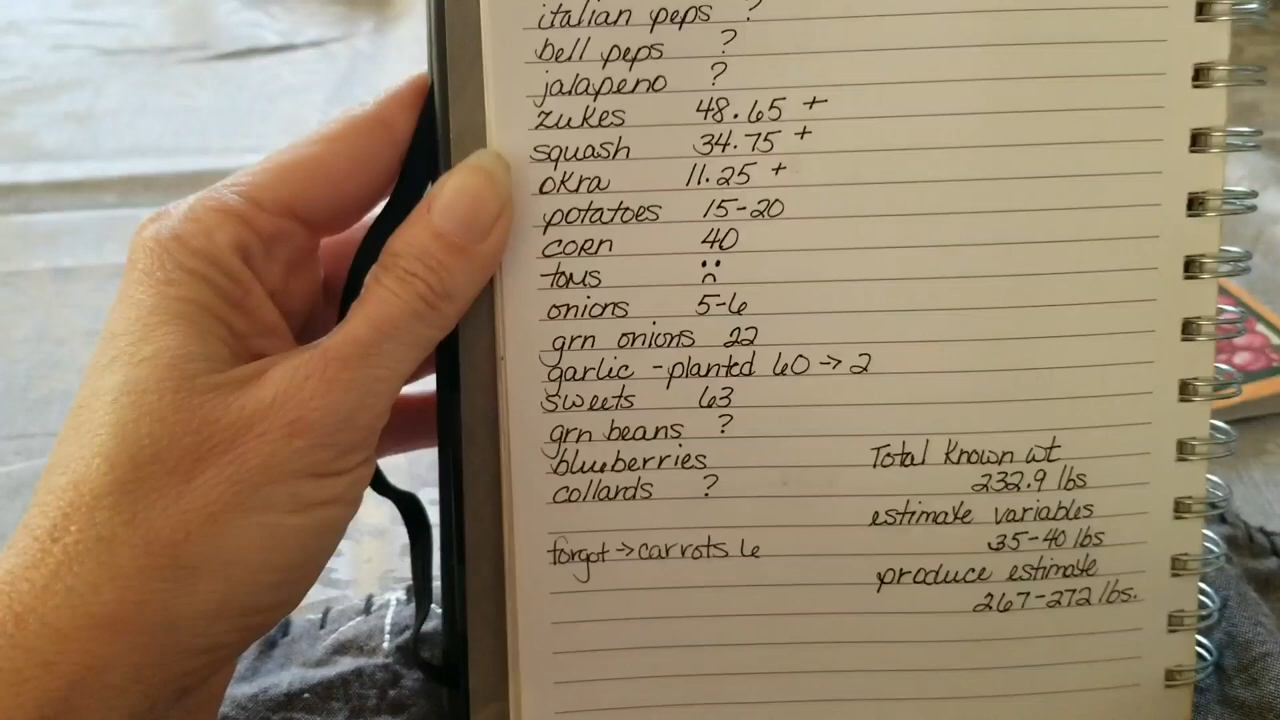 italian peps ?
bell peps ?
jalapeno ?
zukes 48.65 +
squash 34.75 +
okra 11.25 +
potatoes 15-20
corn 40
toms :(
onions 5-6
grn onions 22
garlic - planted 60 → 2
sweets 63
grn beans ?
blueberries
collards ?
forgot → carrots 6
Total Known wt
232.9 lbs
estimate variables
35-40 lbs
produce estimate
267-272 lbs.